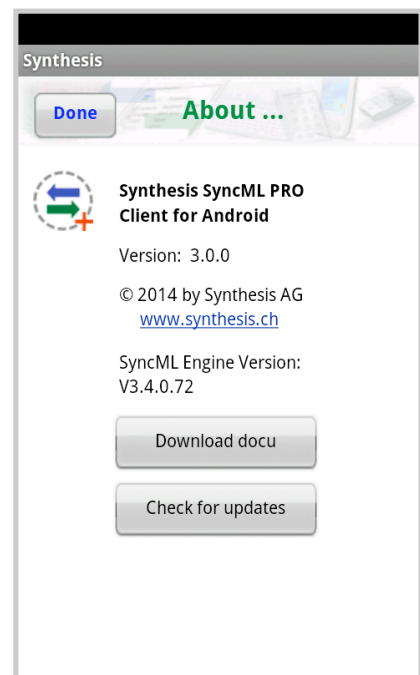 Synthesis
Done
About ...
Synthesis SyncML PRO
Client for Android
Version: 3.0.0
© 2014 by Synthesis AG
www.synthesis.ch
SyncML Engine Version:
V3.4.0.72
Download docu
Check for updates